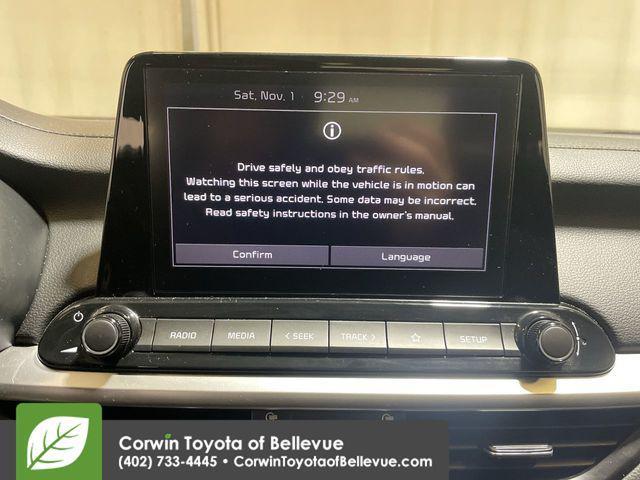 Sat, Nov. 1 9:29 AM
Drive safely and obey traffic rules.
Watching this screen while the vehicle is in motion can
lead to a serious accident. Some data may be incorrect.
Read safety instructions in the owner's manual.
Confirm Language
RADIO MEDIA < SEEK TRACK > SETUP
Corwin Toyota of Bellevue
(402) 733-4445 • CorwinToyotaofBellevue.com